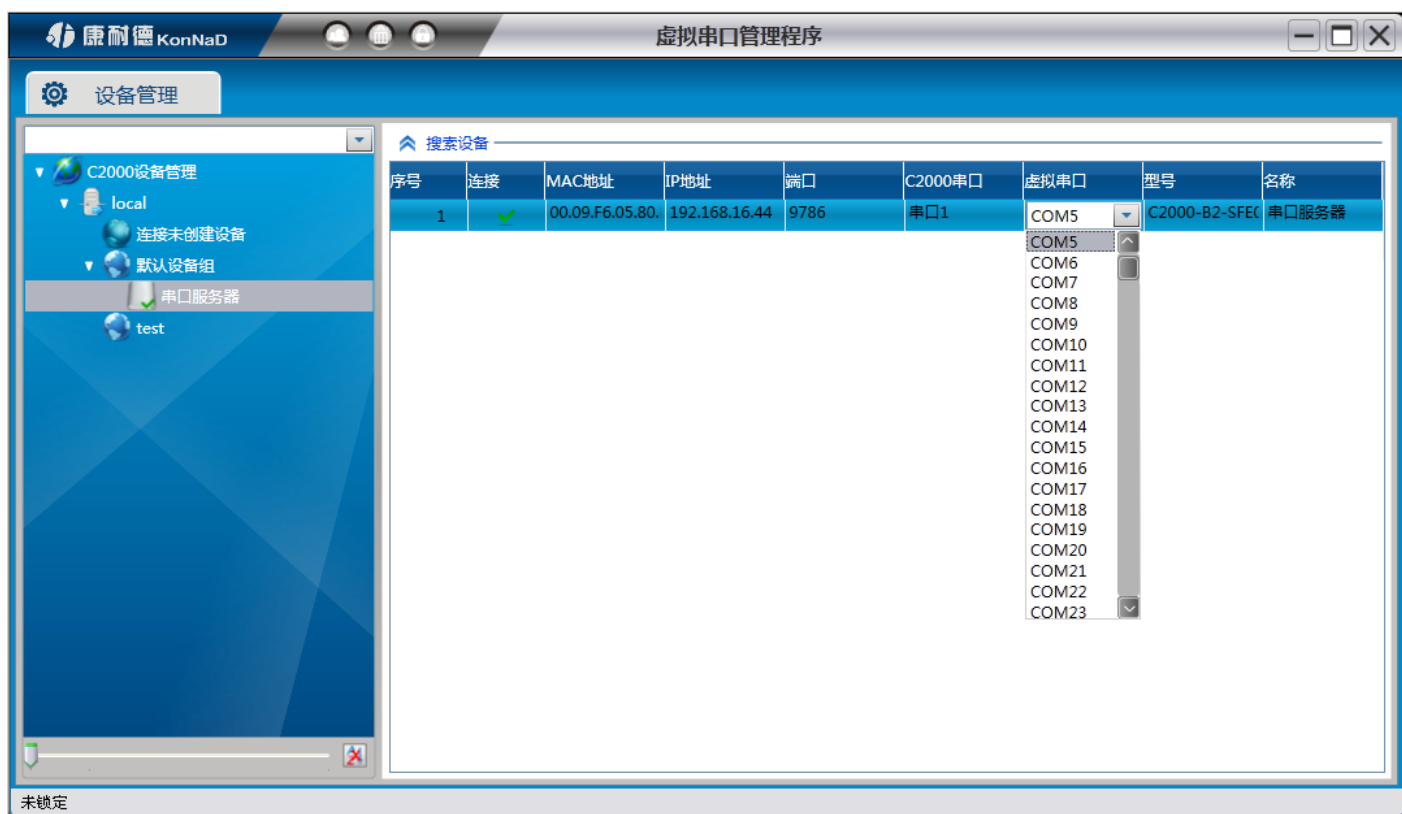 康耐德 KonNaD
虚拟串口管理程序
设备管理
C2000设备管理
local
连接未创建设备
默认设备组
串口服务器
test
搜索设备
序号 连接 MAC地址 IP地址 端口 C2000串口 虚拟串口 型号 名称
1 00.09.F6.05.80. 192.168.16.44 9786 串口1 COM5 C2000-B2-SFE( 串口服务器
COM5
COM6
COM7
COM8
COM9
COM10
COM11
COM12
COM13
COM14
COM15
COM16
COM17
COM18
COM19
COM20
COM21
COM22
COM23
未锁定